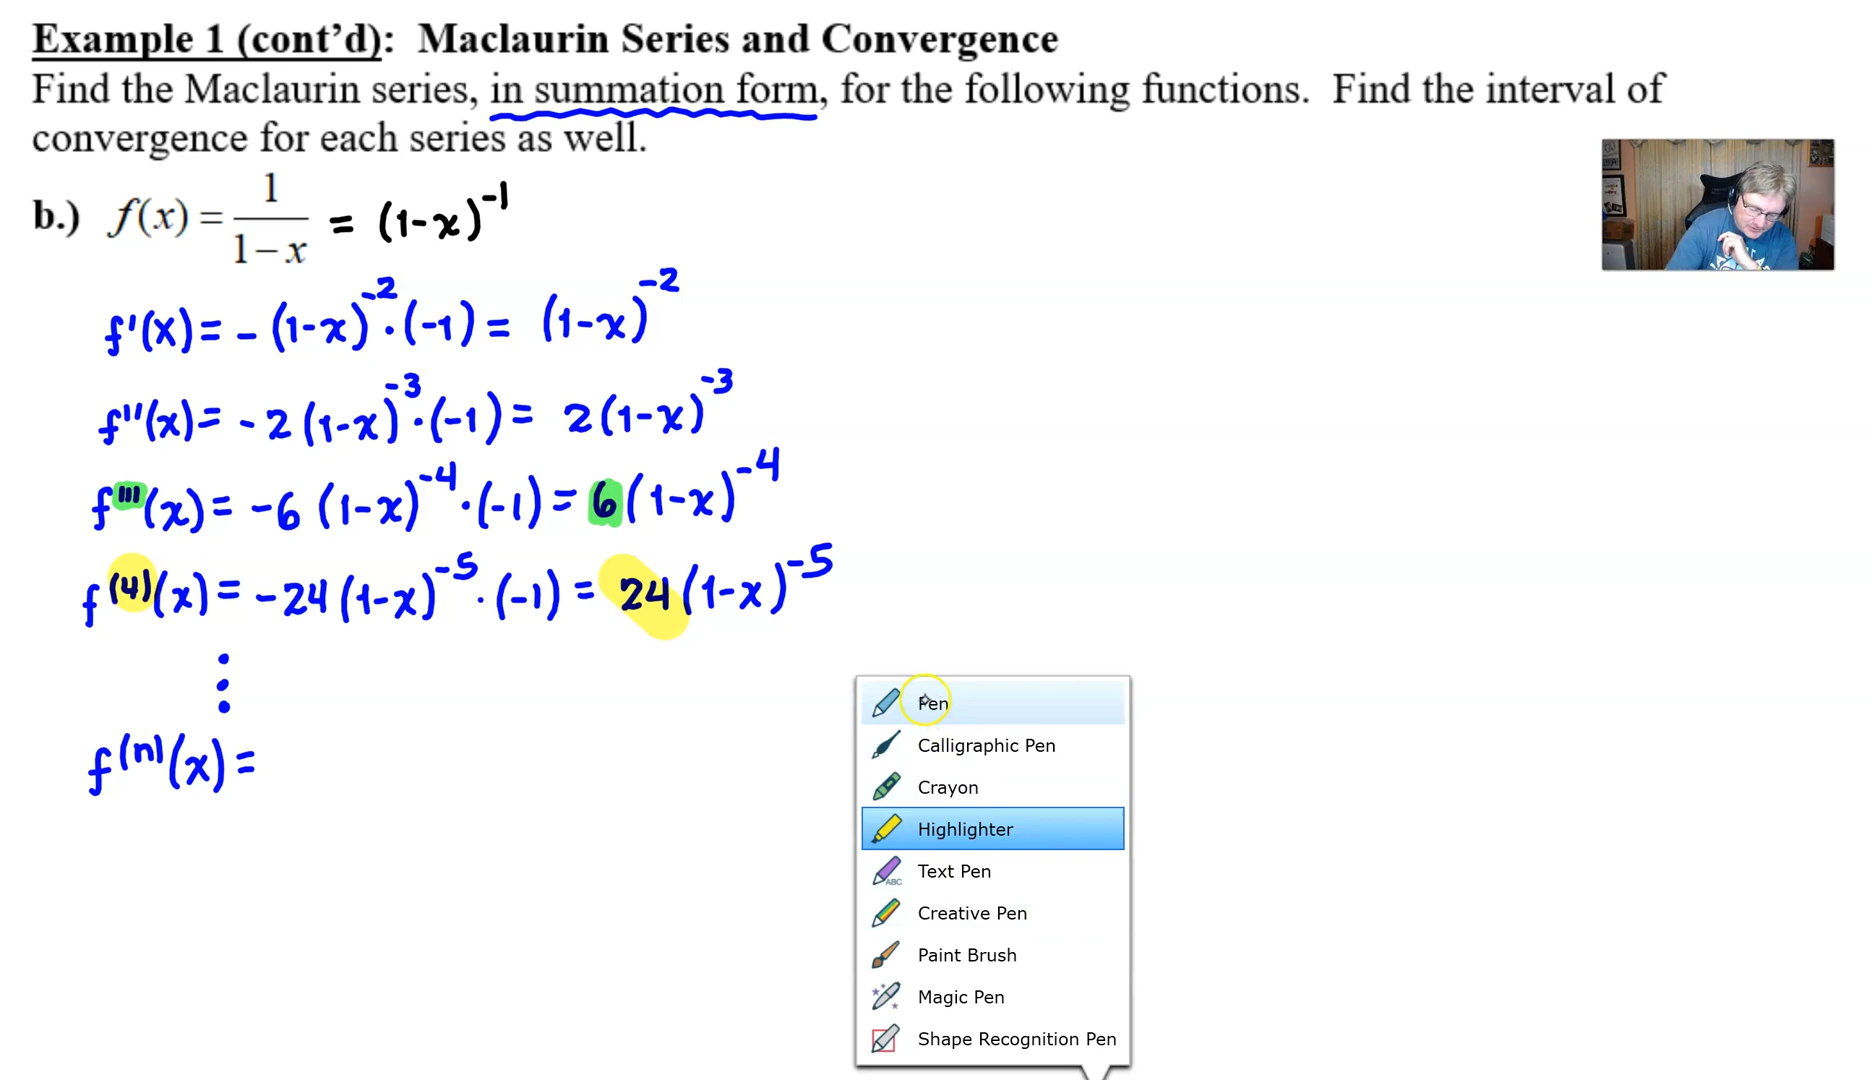 Example 1 (cont’d): Maclaurin Series and Convergence
Find the Maclaurin series, in summation form, for the following functions. Find the interval of
convergence for each series as well.
b.) f(x) = 1/(1 − x) = (1-x)^-1
f'(x) = - (1-x)^-2 · (-1) = (1-x)^-2
f''(x) = -2 (1-x)^-3 · (-1) = 2 (1-x)^-3
f'''(x) = -6 (1-x)^-4 · (-1) = 6 (1-x)^-4
f^(4)(x) = -24 (1-x)^-5 · (-1) = 24 (1-x)^-5
⋮
f^(n)(x) =
Pen
Calligraphic Pen
Crayon
Highlighter
ABC Text Pen
Creative Pen
Paint Brush
Magic Pen
Shape Recognition Pen